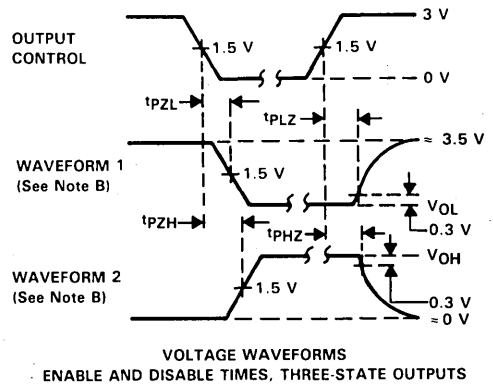 OUTPUT
CONTROL
3 V
1.5 V
1.5 V
0 V
tPZL
tPLZ
≈ 3.5 V
WAVEFORM 1
(See Note B)
1.5 V
VOL
0.3 V
tPZH
tPHZ
VOH
WAVEFORM 2
(See Note B)
1.5 V
0.3 V
≈ 0 V
VOLTAGE WAVEFORMS
ENABLE AND DISABLE TIMES, THREE-STATE OUTPUTS